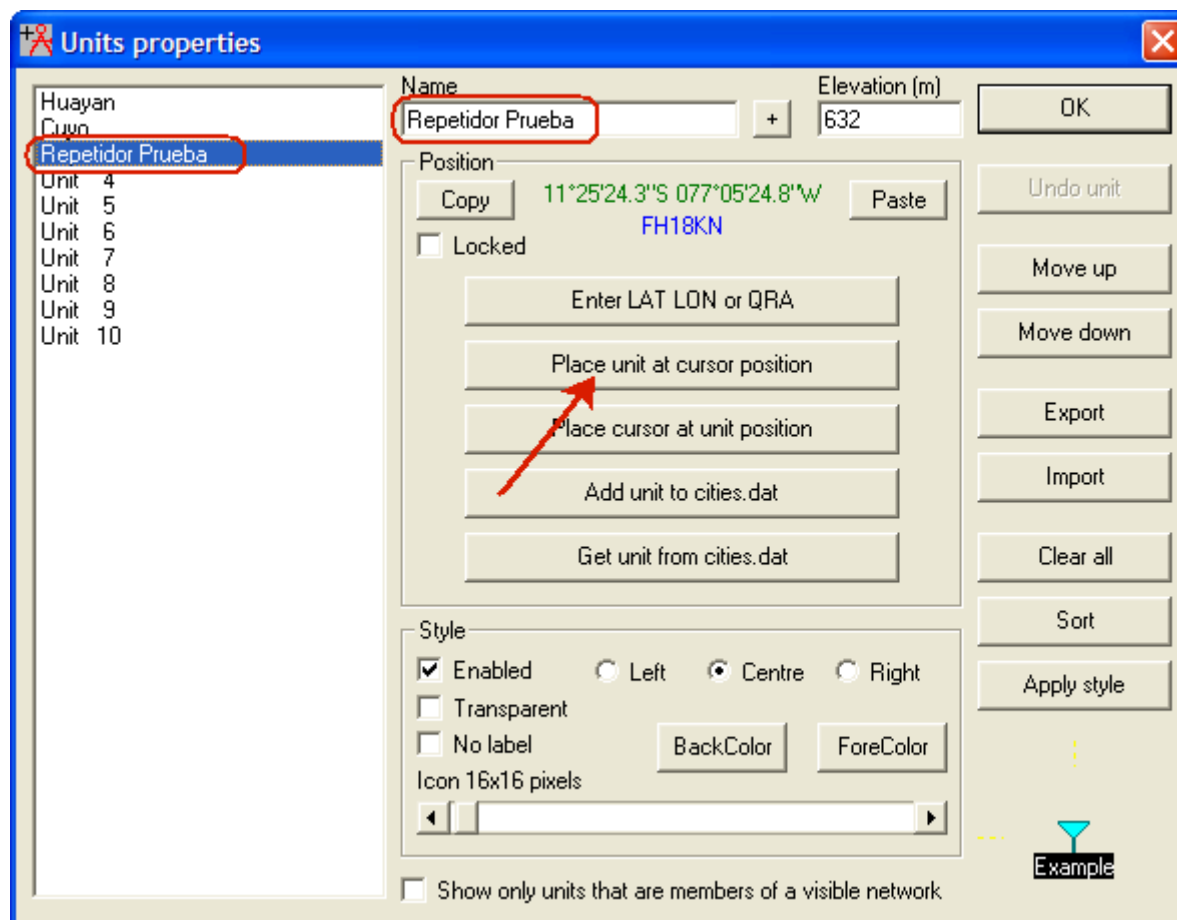 Units properties
Huayan
Cuyo
Repetidor Prueba
Unit 4
Unit 5
Unit 6
Unit 7
Unit 8
Unit 9
Unit 10
Name
Repetidor Prueba
+
Elevation (m)
632
Position
Copy
11°25'24.3"S 077°05'24.8"W
Paste
FH18KN
Locked
Enter LAT LON or QRA
Place unit at cursor position
Place cursor at unit position
Add unit to cities.dat
Get unit from cities.dat
Style
Enabled
Left
Centre
Right
Transparent
No label
BackColor
ForeColor
Icon 16x16 pixels
Show only units that are members of a visible network
OK
Undo unit
Move up
Move down
Export
Import
Clear all
Sort
Apply style
Example